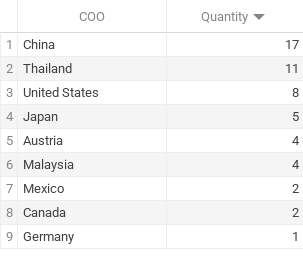 COO Quantity
1 China 17
2 Thailand 11
3 United States 8
4 Japan 5
5 Austria 4
6 Malaysia 4
7 Mexico 2
8 Canada 2
9 Germany 1